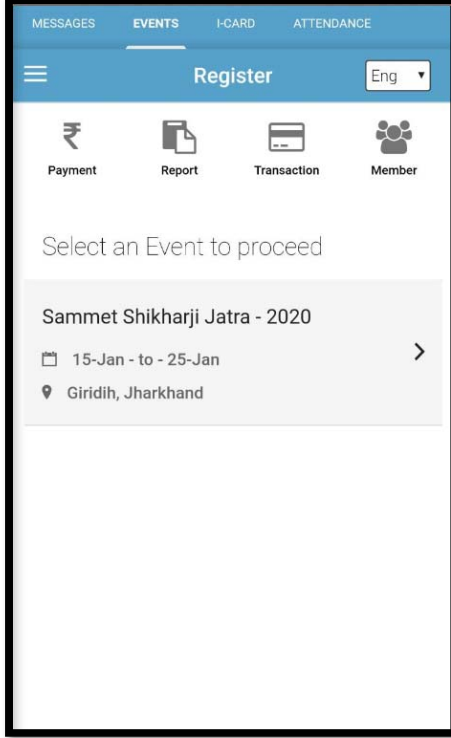 MESSAGES EVENTS I-CARD ATTENDANCE
Register Eng
Payment Report Transaction Member
Select an Event to proceed
Sammet Shikharji Jatra - 2020
15-Jan - to - 25-Jan
Giridih, Jharkhand